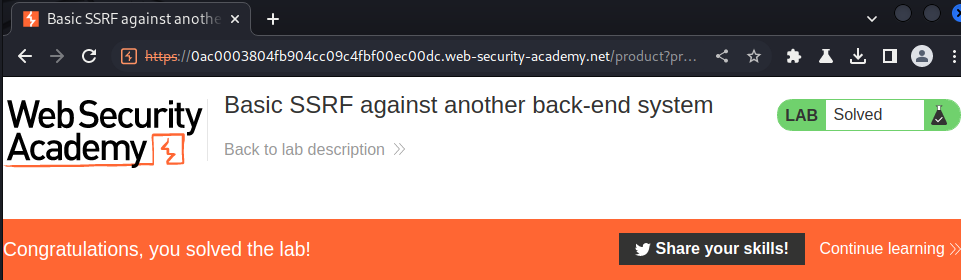 Basic SSRF against anothe
https://0ac0003804fb904cc09c4fbf00ec00dc.web-security-academy.net/product?pr...
Web Security
Academy
Basic SSRF against another back-end system
Back to lab description
LAB Solved
Congratulations, you solved the lab!
Share your skills!
Continue learning